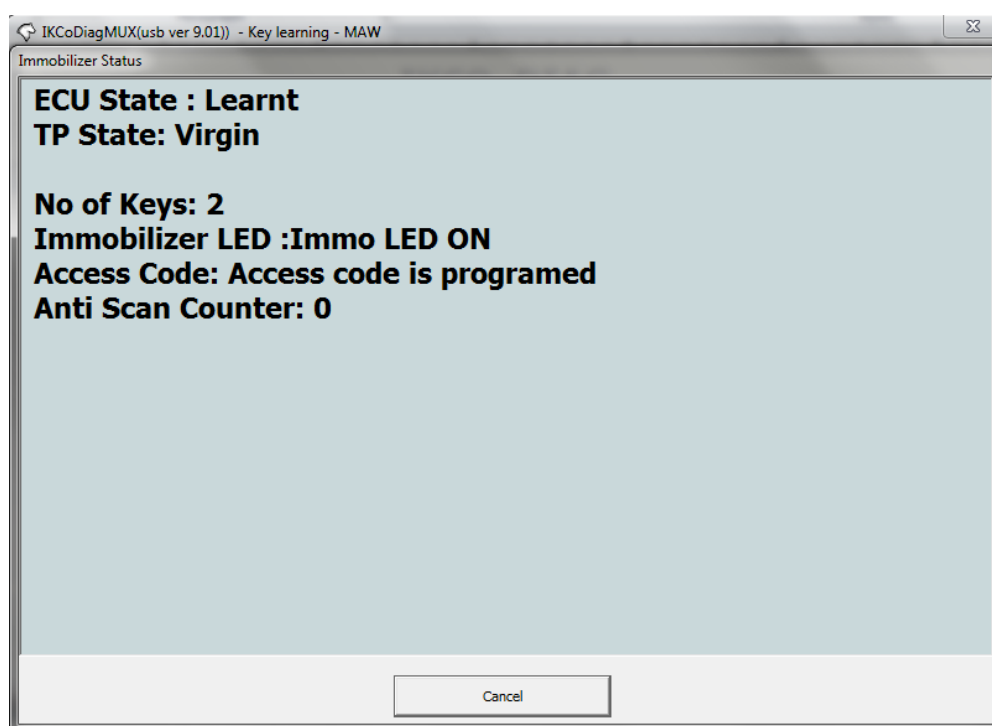 IKCoDiagMUX(usb ver 9.01)) - Key learning - MAW
Immobilizer Status
ECU State : Learnt
TP State: Virgin
No of Keys: 2
Immobilizer LED :Immo LED ON
Access Code: Access code is programed
Anti Scan Counter: 0
Cancel